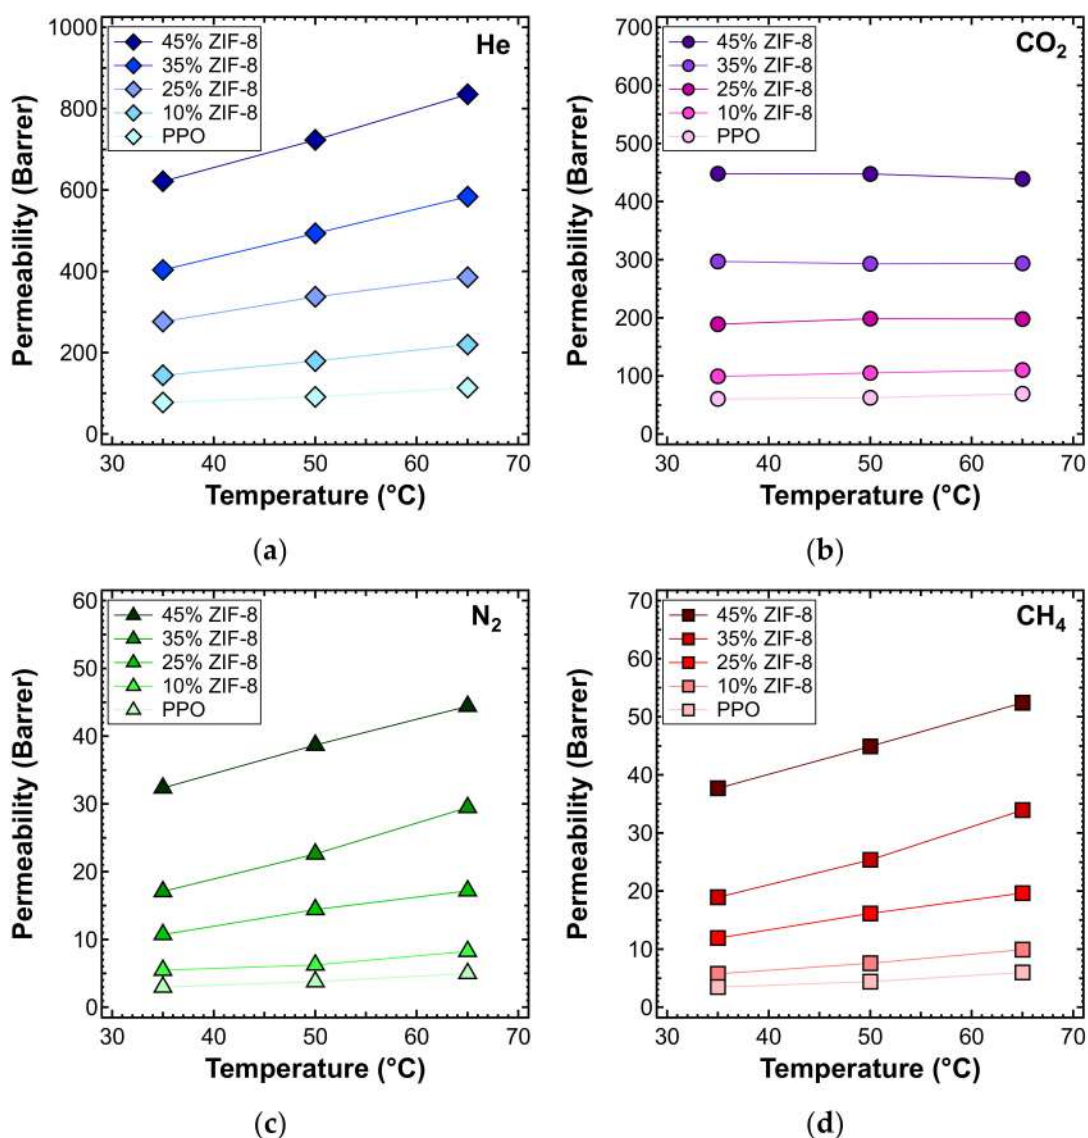 1000
800
600
400
200
0
Permeability (Barrer)
45% ZIF-8
35% ZIF-8
25% ZIF-8
10% ZIF-8
PPO
He
30 40 50 60 70
Temperature (°C)
(a)
700
600
500
400
300
200
100
0
Permeability (Barrer)
45% ZIF-8
35% ZIF-8
25% ZIF-8
10% ZIF-8
PPO
CO₂
30 40 50 60 70
Temperature (°C)
(b)
60
50
40
30
20
10
0
Permeability (Barrer)
45% ZIF-8
35% ZIF-8
25% ZIF-8
10% ZIF-8
PPO
N₂
30 40 50 60 70
Temperature (°C)
(c)
70
60
50
40
30
20
10
0
Permeability (Barrer)
45% ZIF-8
35% ZIF-8
25% ZIF-8
10% ZIF-8
PPO
CH₄
30 40 50 60 70
Temperature (°C)
(d)